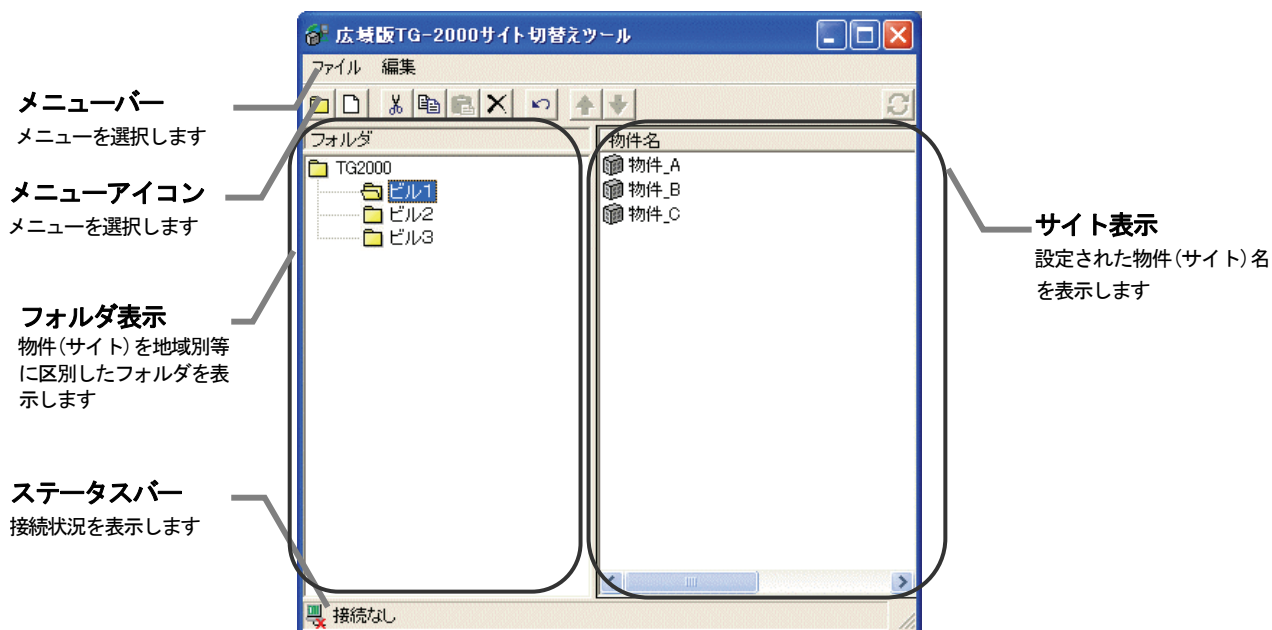 広域版TG-2000サイト切替えツール
ファイル 編集
メニューバー
メニューを選択します
メニューアイコン
メニューを選択します
フォルダ表示
物件(サイト)を地域別等
に区別したフォルダを表
示します
ステータスバー
接続状況を表示します
フォルダ
TG2000
ビル1
ビル2
ビル3
物件名
物件_A
物件_B
物件_C
サイト表示
設定された物件(サイト)名
を表示します
接続なし